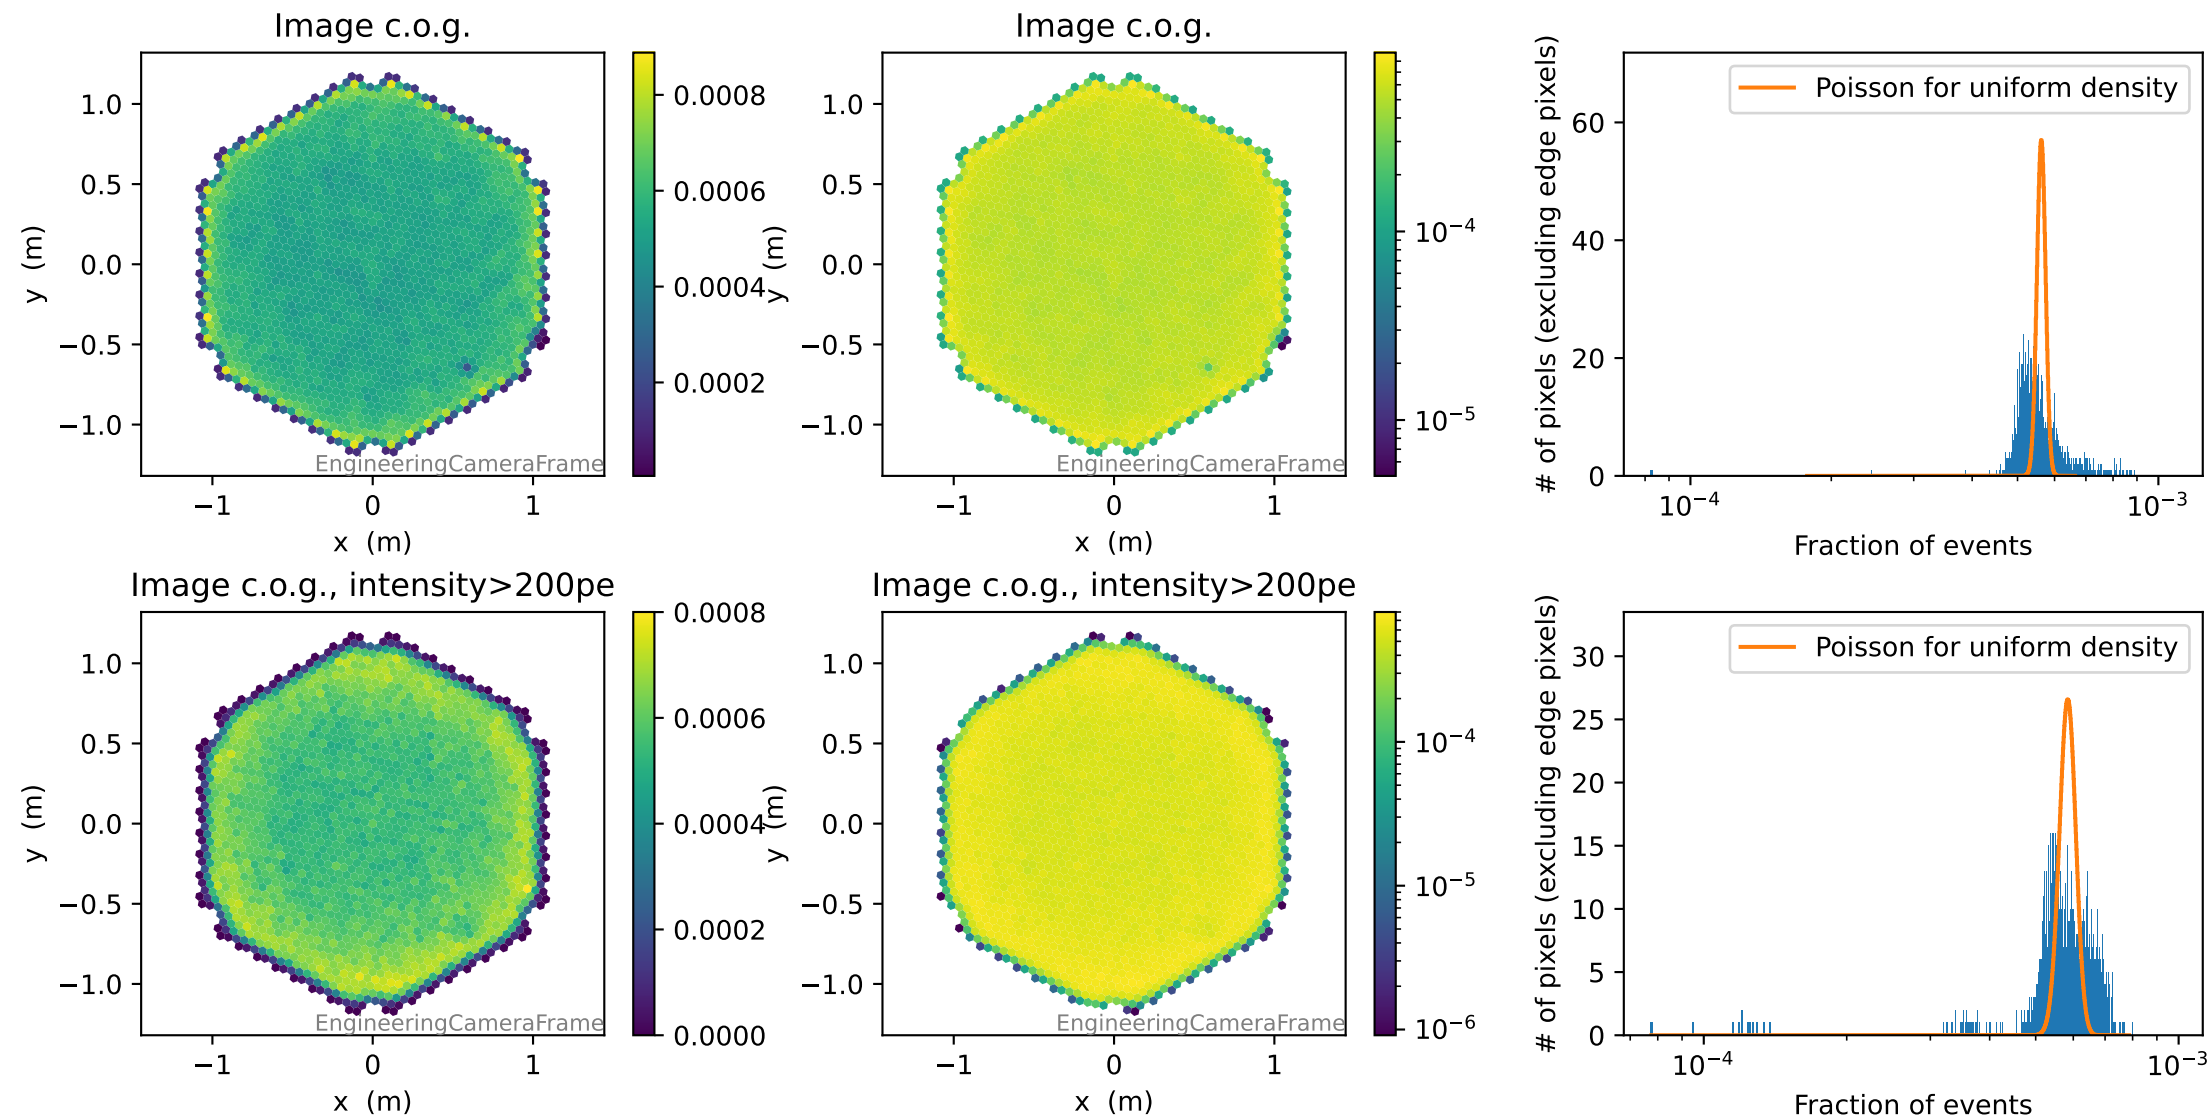 Image c.o.g.
1.0
0.5
0.0
−0.5
−1.0
y (m)
−1
0
1
x (m)
EngineeringCameraFrame
0.0008
0.0006
0.0004
0.0002
Image c.o.g.
1.0
0.5
0.0
−0.5
−1.0
y (m)
−1
0
1
x (m)
EngineeringCameraFrame
10⁻⁴
10⁻⁵
# of pixels (excluding edge pixels)
60
40
20
0
Poisson for uniform density
10⁻⁴
10⁻³
Fraction of events
Image c.o.g., intensity>200pe
1.0
0.5
0.0
−0.5
−1.0
y (m)
−1
0
1
x (m)
EngineeringCameraFrame
0.0008
0.0006
0.0004
0.0002
0.0000
Image c.o.g., intensity>200pe
1.0
0.5
0.0
−0.5
−1.0
y (m)
−1
0
1
x (m)
EngineeringCameraFrame
10⁻⁴
10⁻⁵
10⁻⁶
# of pixels (excluding edge pixels)
30
25
20
15
10
5
0
Poisson for uniform density
10⁻⁴
10⁻³
Fraction of events